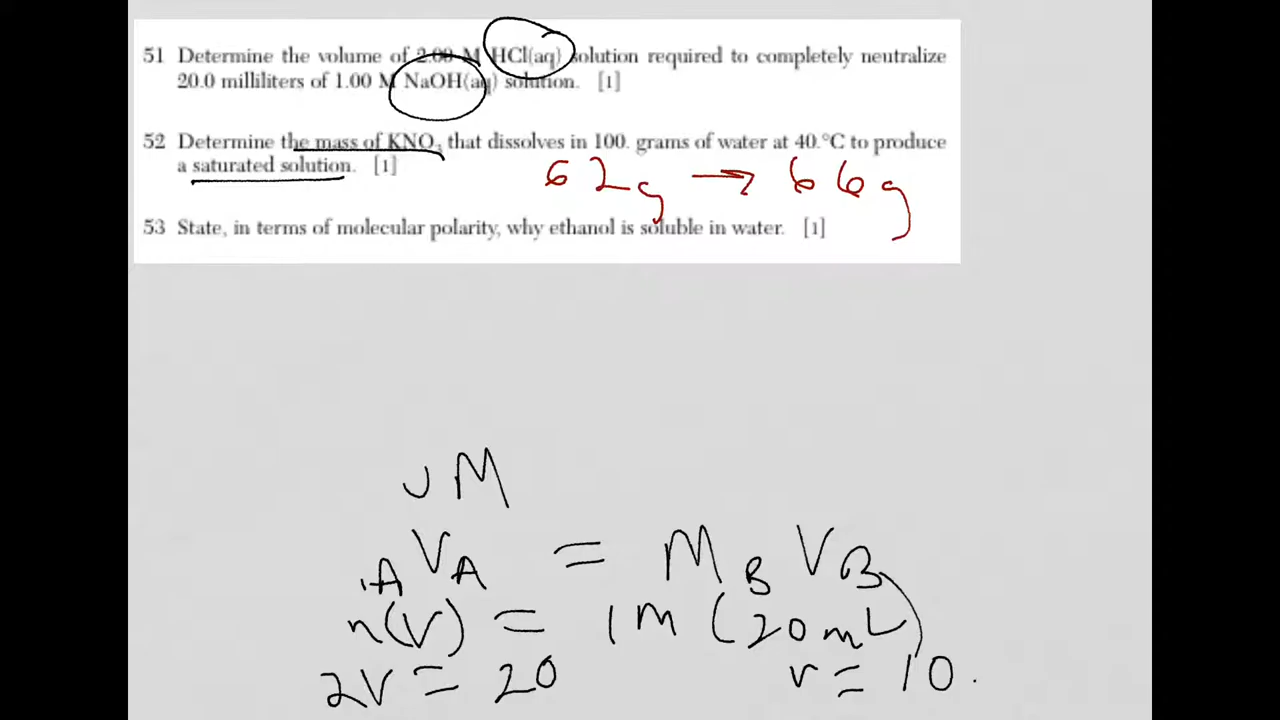 51 Determine the volume of 2.00 M HCl(aq) solution required to completely neutralize
20.0 milliliters of 1.00 M NaOH(aq) solution. [1]
52 Determine the mass of KNO₃ that dissolves in 100. grams of water at 40.°C to produce
a saturated solution. [1]
62g → 66g
53 State, in terms of molecular polarity, why ethanol is soluble in water. [1]
M
A VA = MB VB
(V) = 1M (20mL)
2V = 20 V = 10.